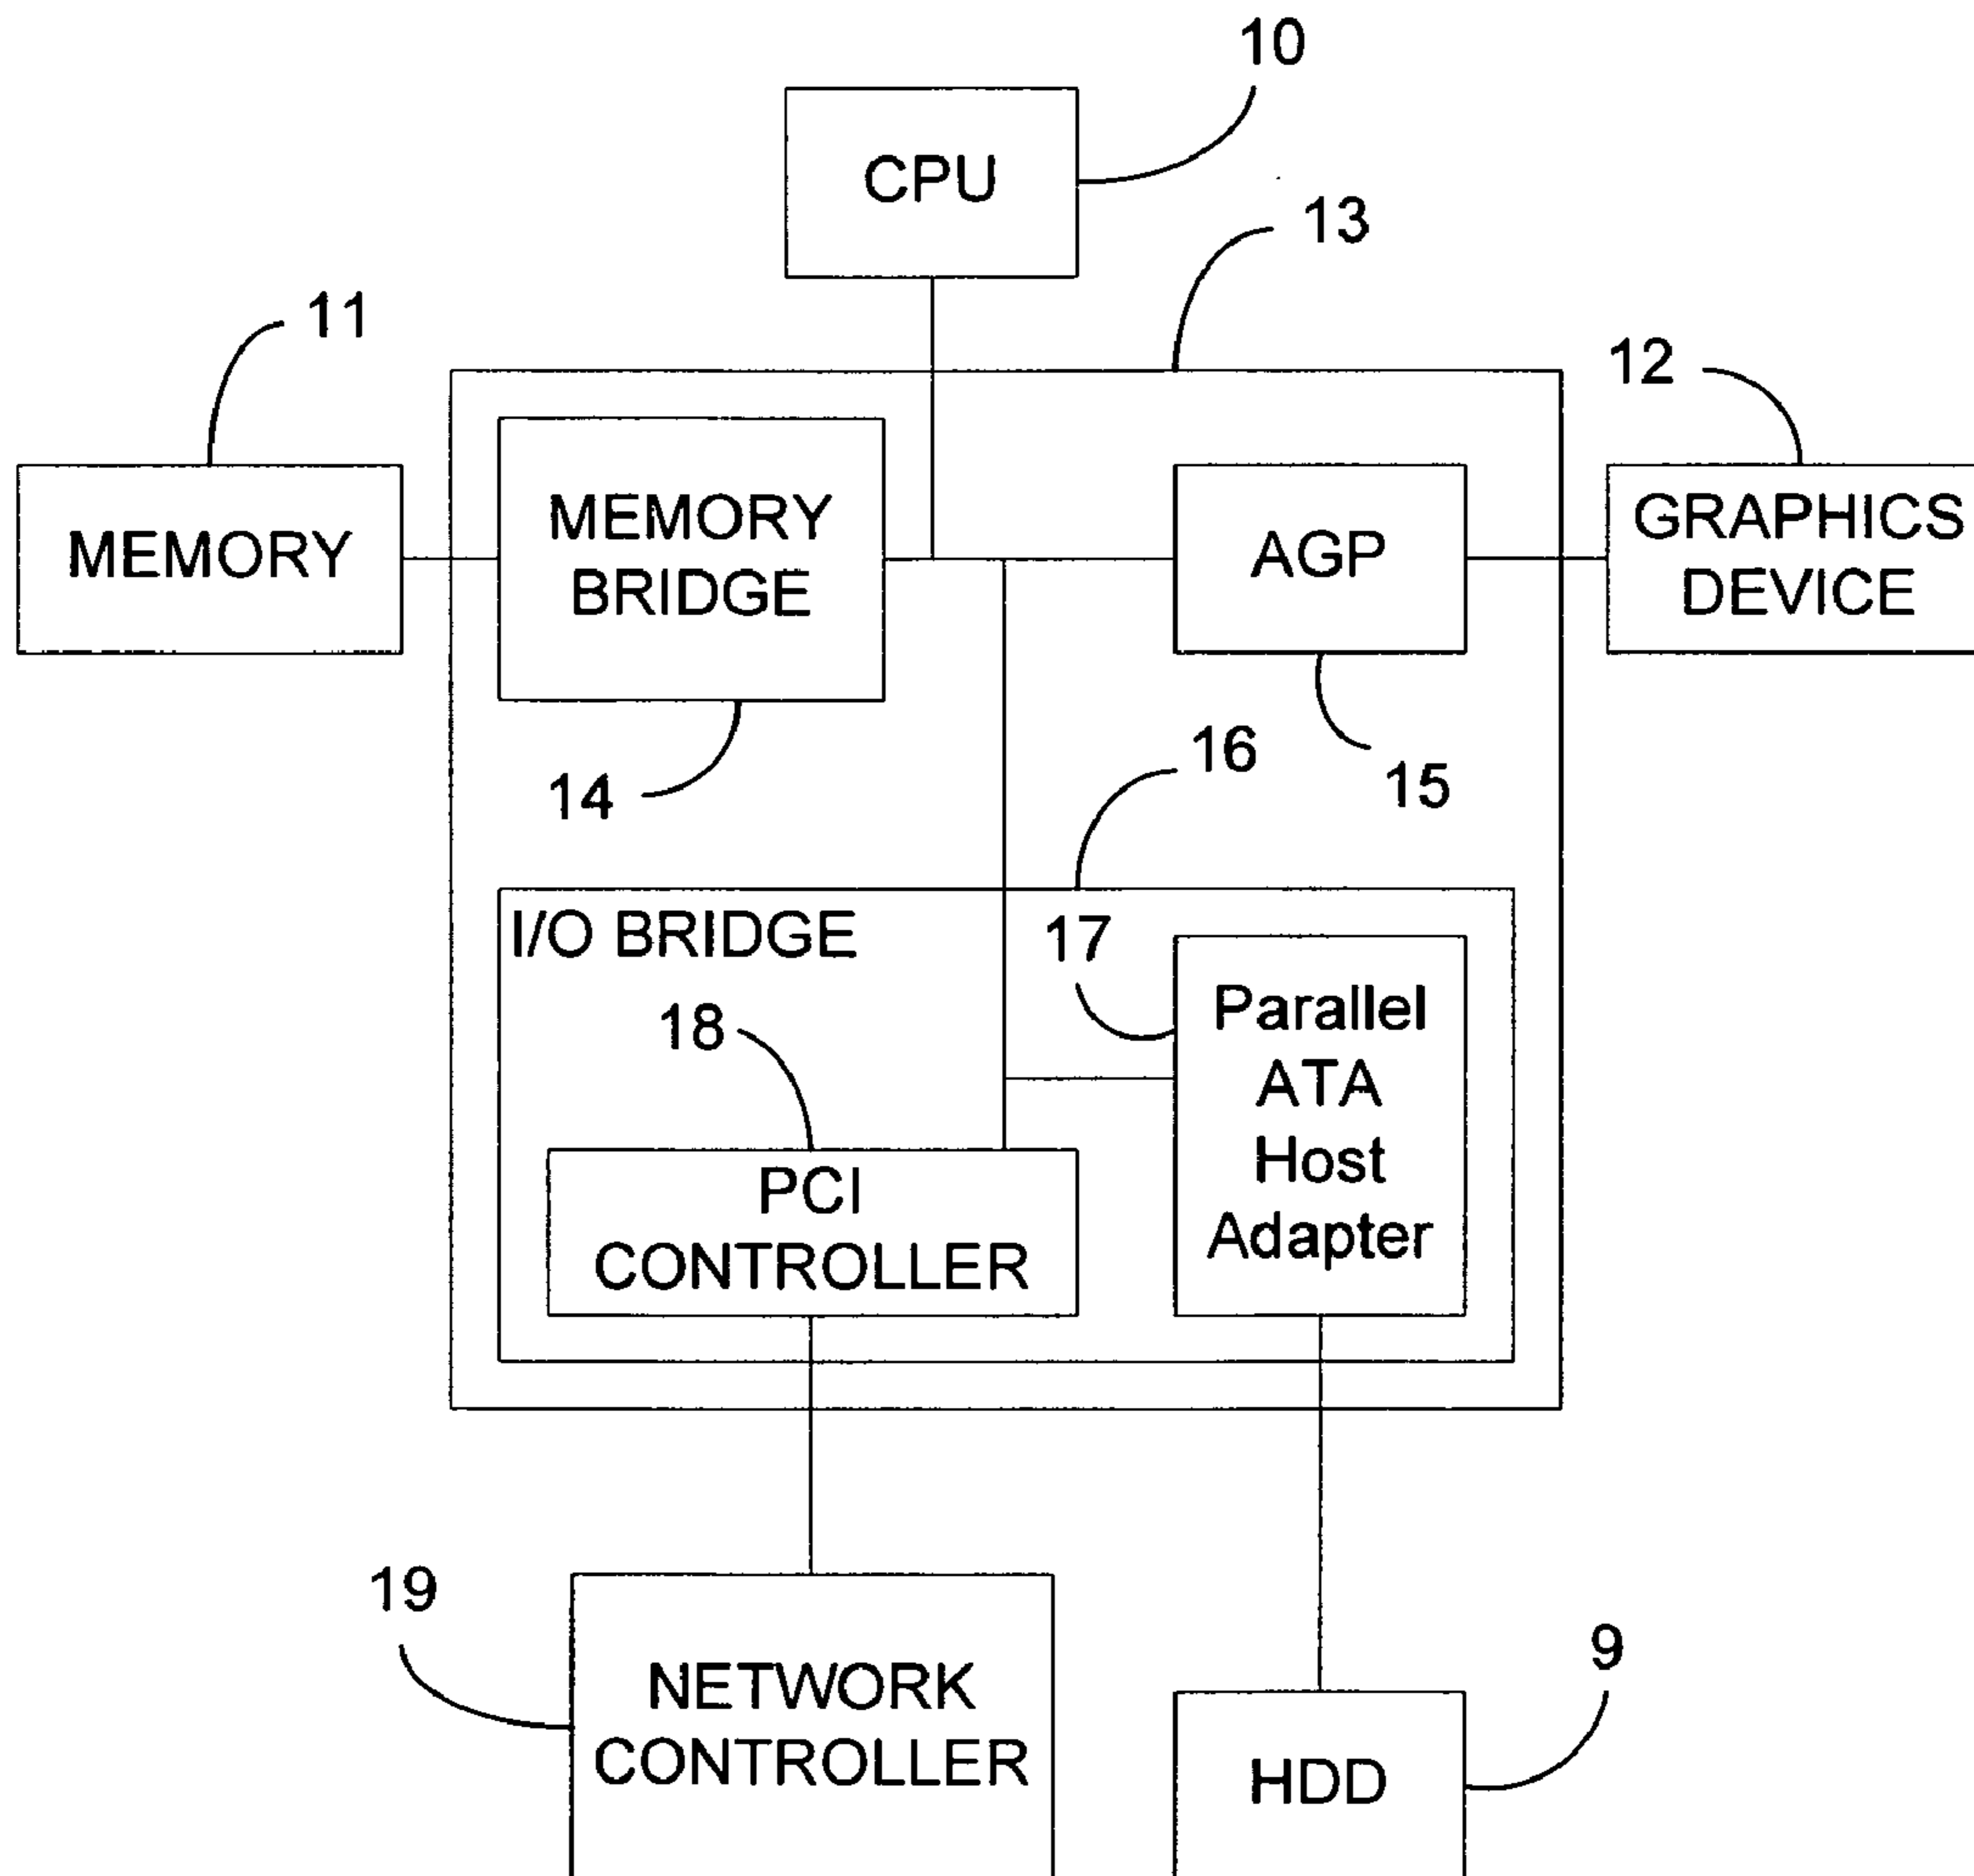 10
CPU
13
11
12
MEMORY
MEMORY
BRIDGE
AGP
GRAPHICS
DEVICE
14
16
15
I/O BRIDGE
17
18
Parallel
ATA
Host
Adapter
PCI
CONTROLLER
19
NETWORK
CONTROLLER
9
HDD